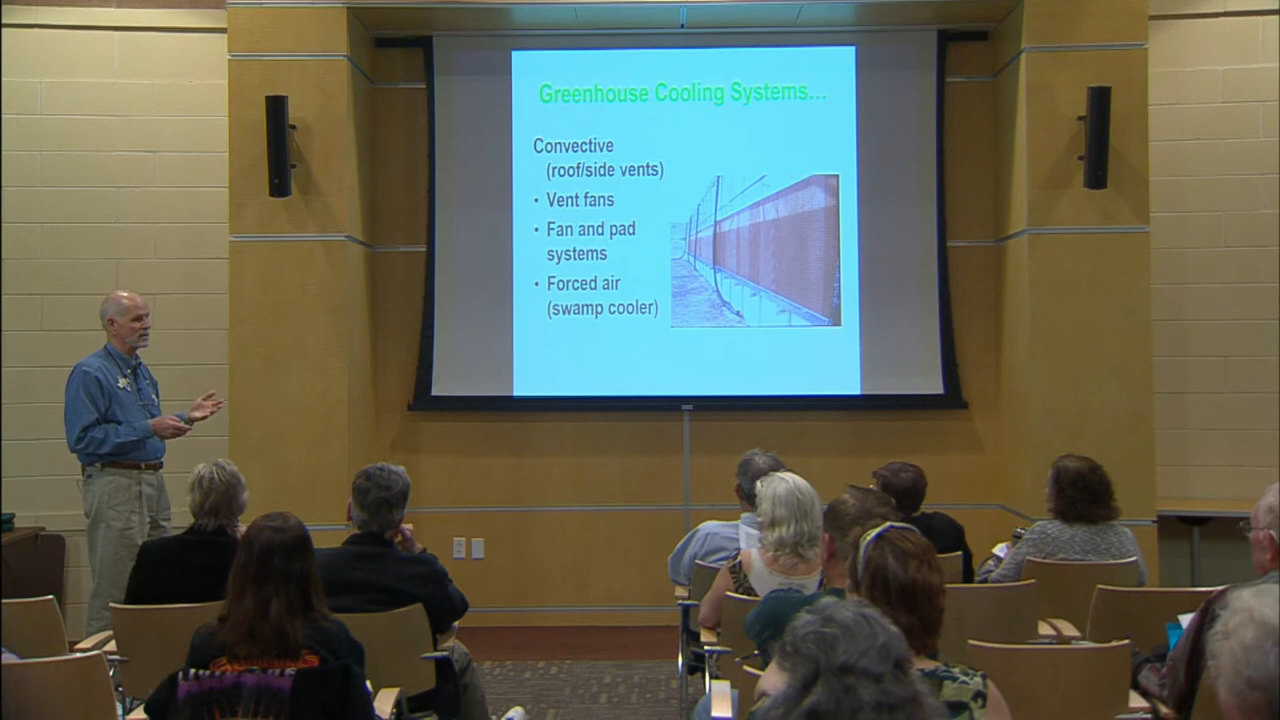 Greenhouse Cooling Systems...
Convective
(roof/side vents)
• Vent fans
• Fan and pad
systems
• Forced air
(swamp cooler)